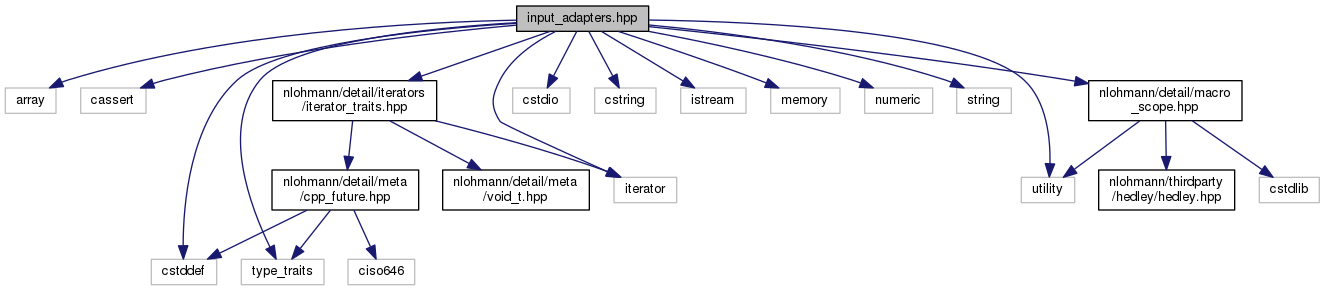 input_adapters.hpp
array
cassert
nlohmann/detail/iterators
/iterator_traits.hpp
cstdio
cstring
istream
memory
numeric
string
nlohmann/detail/macro
_scope.hpp
nlohmann/detail/meta
/cpp_future.hpp
nlohmann/detail/meta
/void_t.hpp
iterator
utility
nlohmann/thirdparty
/hedley/hedley.hpp
cstdlib
cstddef
type_traits
ciso646